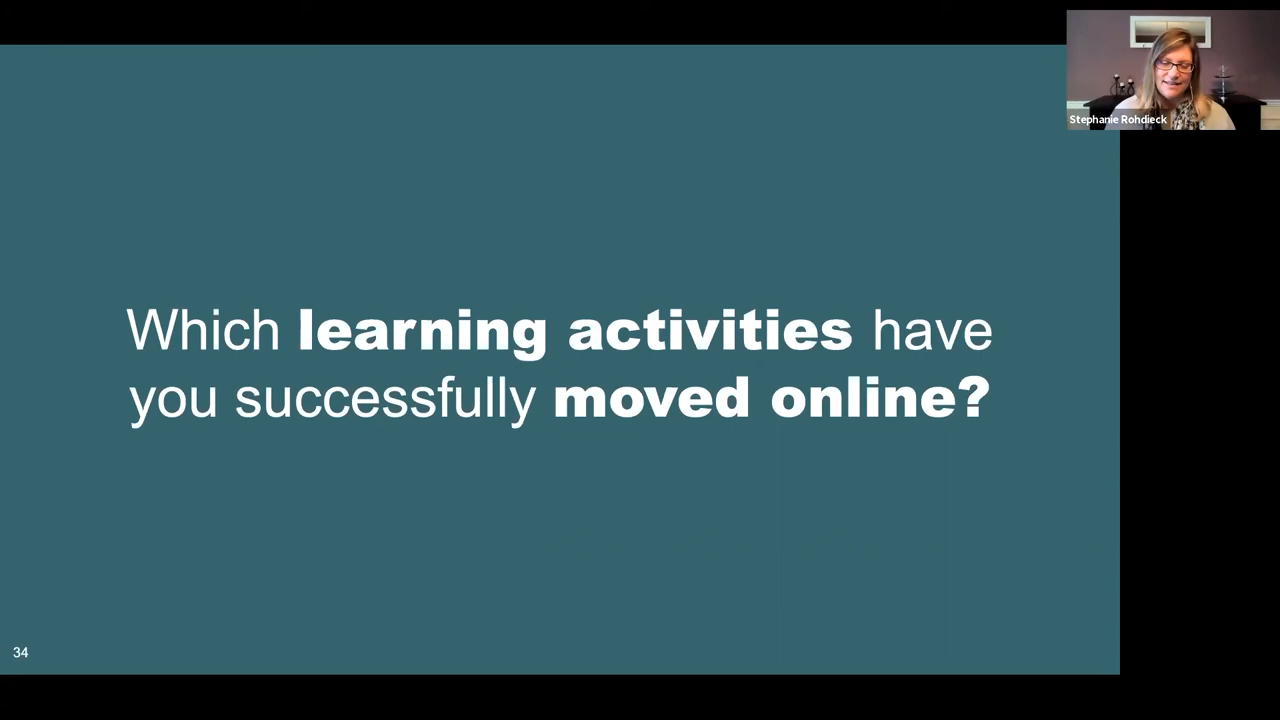 Stephanie Rohdieck
Which learning activities have
you successfully moved online?
34